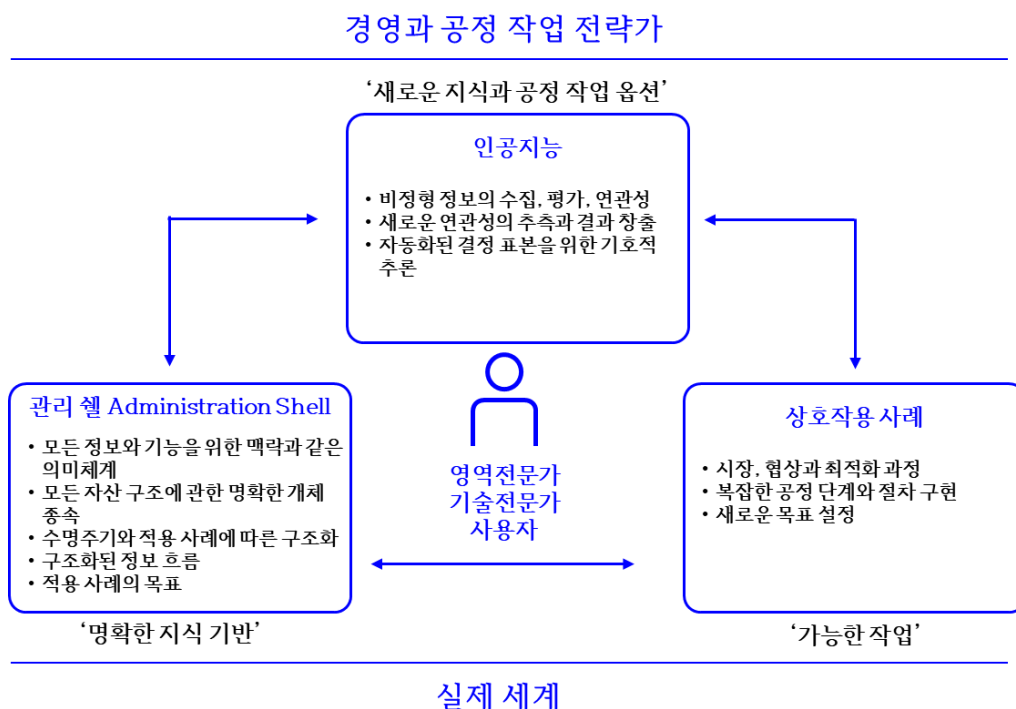 경영과 공정 작업 전략가
‘새로운 지식과 공정 작업 옵션’
인공지능
• 비정형 정보의 수집, 평가, 연관성
• 새로운 연관성의 추측과 결과 창출
• 자동화된 결정 표본을 위한 기호적
추론
관리 쉘 Administration Shell
• 모든 정보와 기능을 위한 맥락과 같은
의미체계
• 모든 자산 구조에 관한 명확한 개체
종속
• 수명주기와 적용 사례에 따른 구조화
• 구조화된 정보 흐름
• 적용 사례의 목표
‘명확한 지식 기반’
영역전문가
기술전문가
사용자
상호작용 사례
• 시장, 협상과 최적화 과정
• 복잡한 공정 단계와 절차 구현
• 새로운 목표 설정
‘가능한 작업’
실제 세계